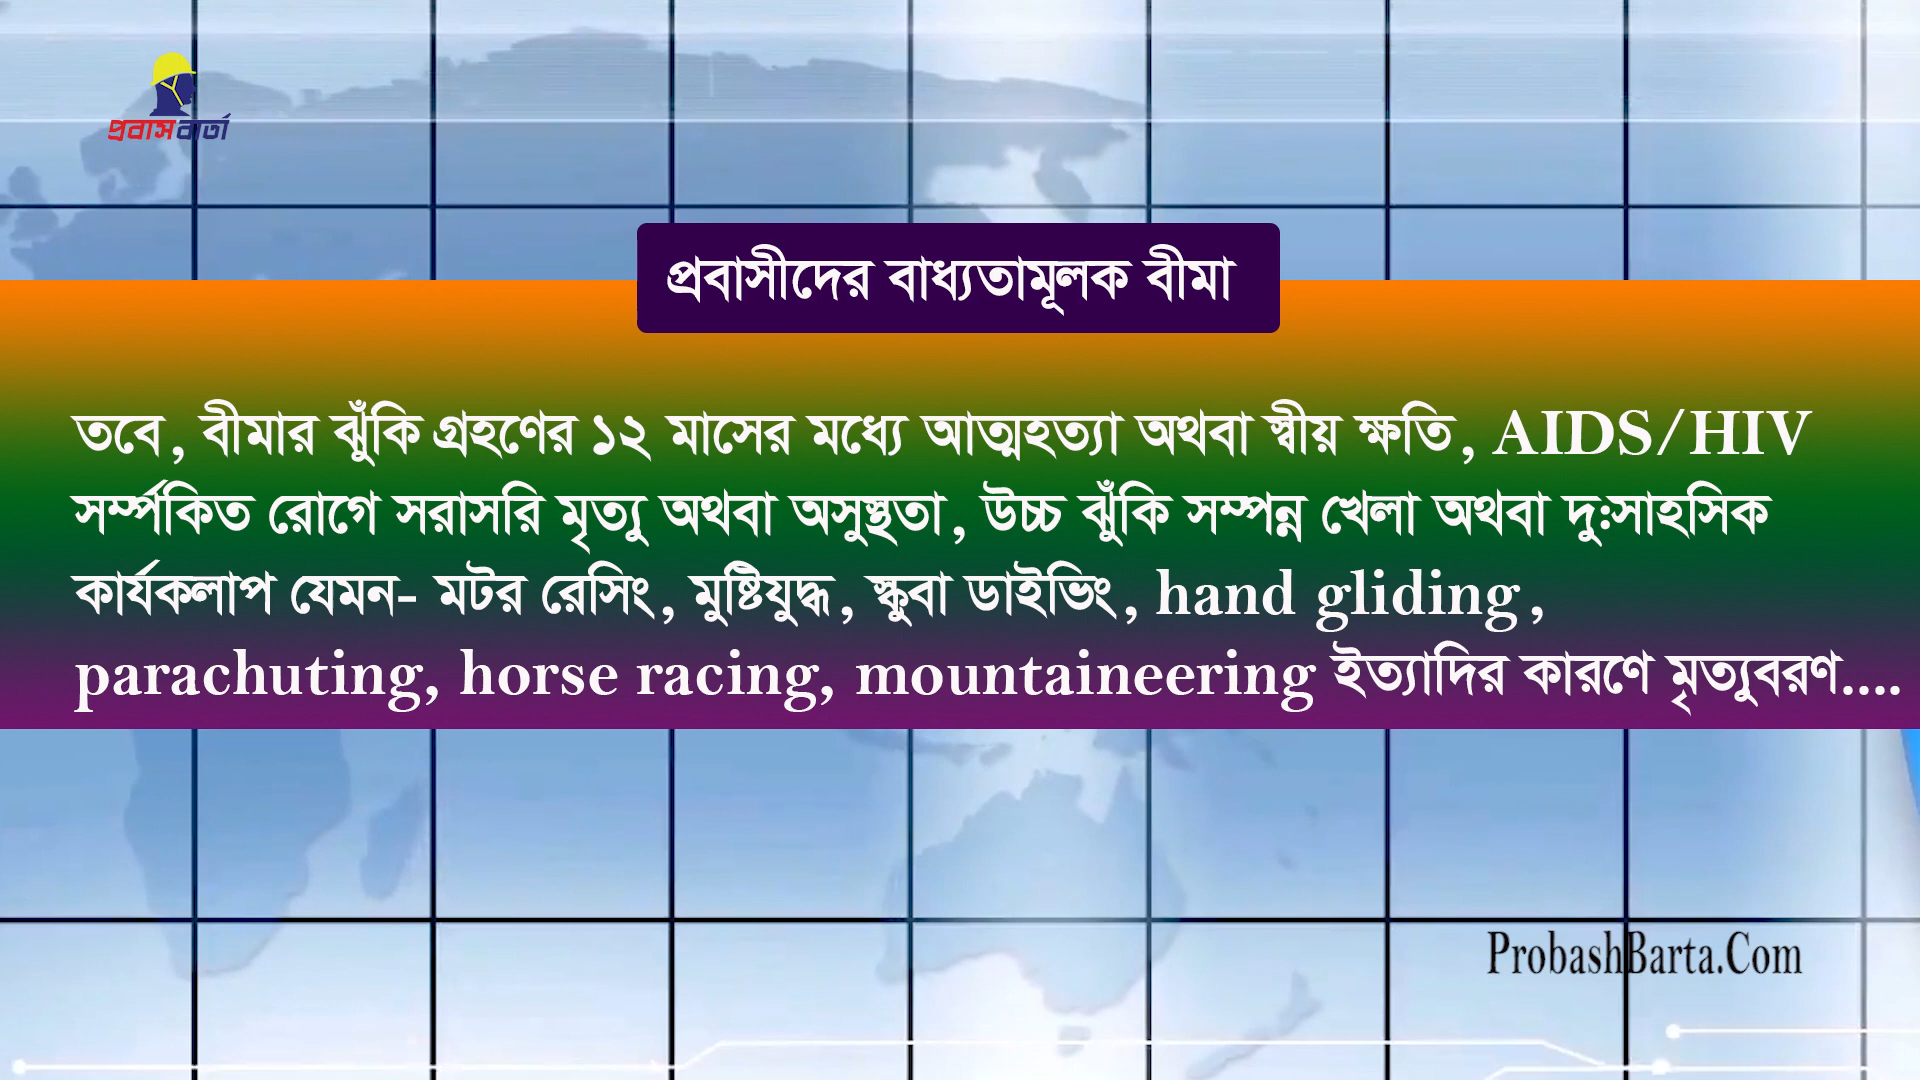 প্রবাসবার্তা
প্রবাসীদের বাধ্যতামূলক বীমা
তবে, বীমার ঝুঁকি গ্রহণের ১২ মাসের মধ্যে আত্মহত্যা অথবা স্বীয় ক্ষতি, AIDS/HIV
সর্ম্পকিত রোগে সরাসরি মৃত্যু অথবা অসুস্থতা, উচ্চ ঝুঁকি সম্পন্ন খেলা অথবা দুঃসাহসিক
কার্যকলাপ যেমন- মটর রেসিং, মুষ্টিযুদ্ধ, স্কুবা ডাইভিং, hand gliding,
parachuting, horse racing, mountaineering ইত্যাদির কারণে মৃত্যুবরণ....
ProbashBarta.Com